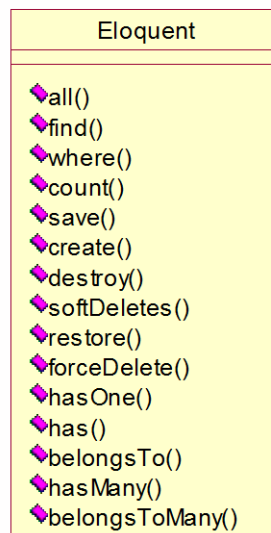 Eloquent
all()
find()
where()
count()
save()
create()
destroy()
softDeletes()
restore()
forceDelete()
hasOne()
has()
belongsTo()
hasMany()
belongsToMany()